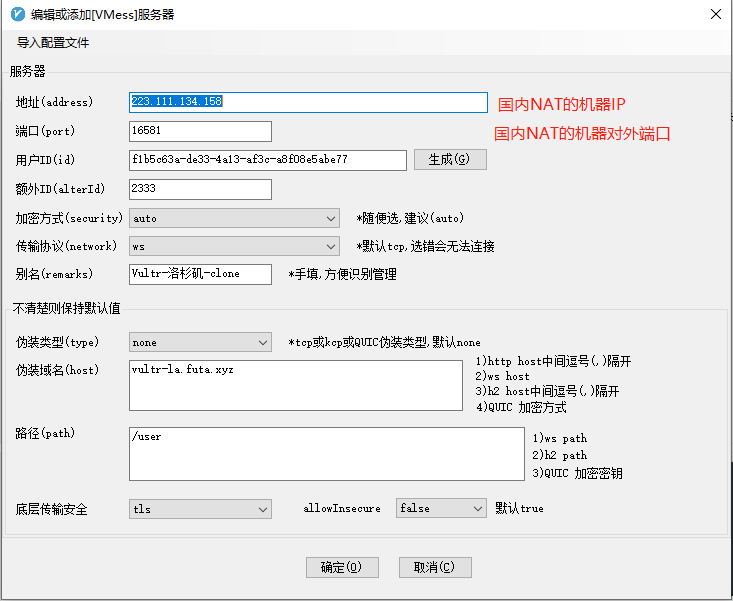 编辑或添加[VMess]服务器
导入配置文件
服务器
地址(address) 223.111.134.158 国内NAT的机器IP
端口(port) 16581 国内NAT的机器对外端口
用户ID(id) f1b5c63a-de33-4a13-af3c-a8f08e5abe77 生成(G)
额外ID(alterId) 2333
加密方式(security) auto *随便选,建议(auto)
传输协议(network) ws *默认tcp,选错会无法连接
别名(remarks) Vultr-洛杉矶-clone *手填,方便识别管理
不清楚则保持默认值
伪装类型(type) none *tcp或kcp或QUIC伪装类型,默认none
伪装域名(host) vultr-la.futa.xyz 1)http host中间逗号(,)隔开
2)ws host
3)h2 host中间逗号(,)隔开
4)QUIC 加密方式
路径(path) /user 1)ws path
2)h2 path
3)QUIC 加密密钥
底层传输安全 tls allowInsecure false 默认true
确定(O) 取消(C)